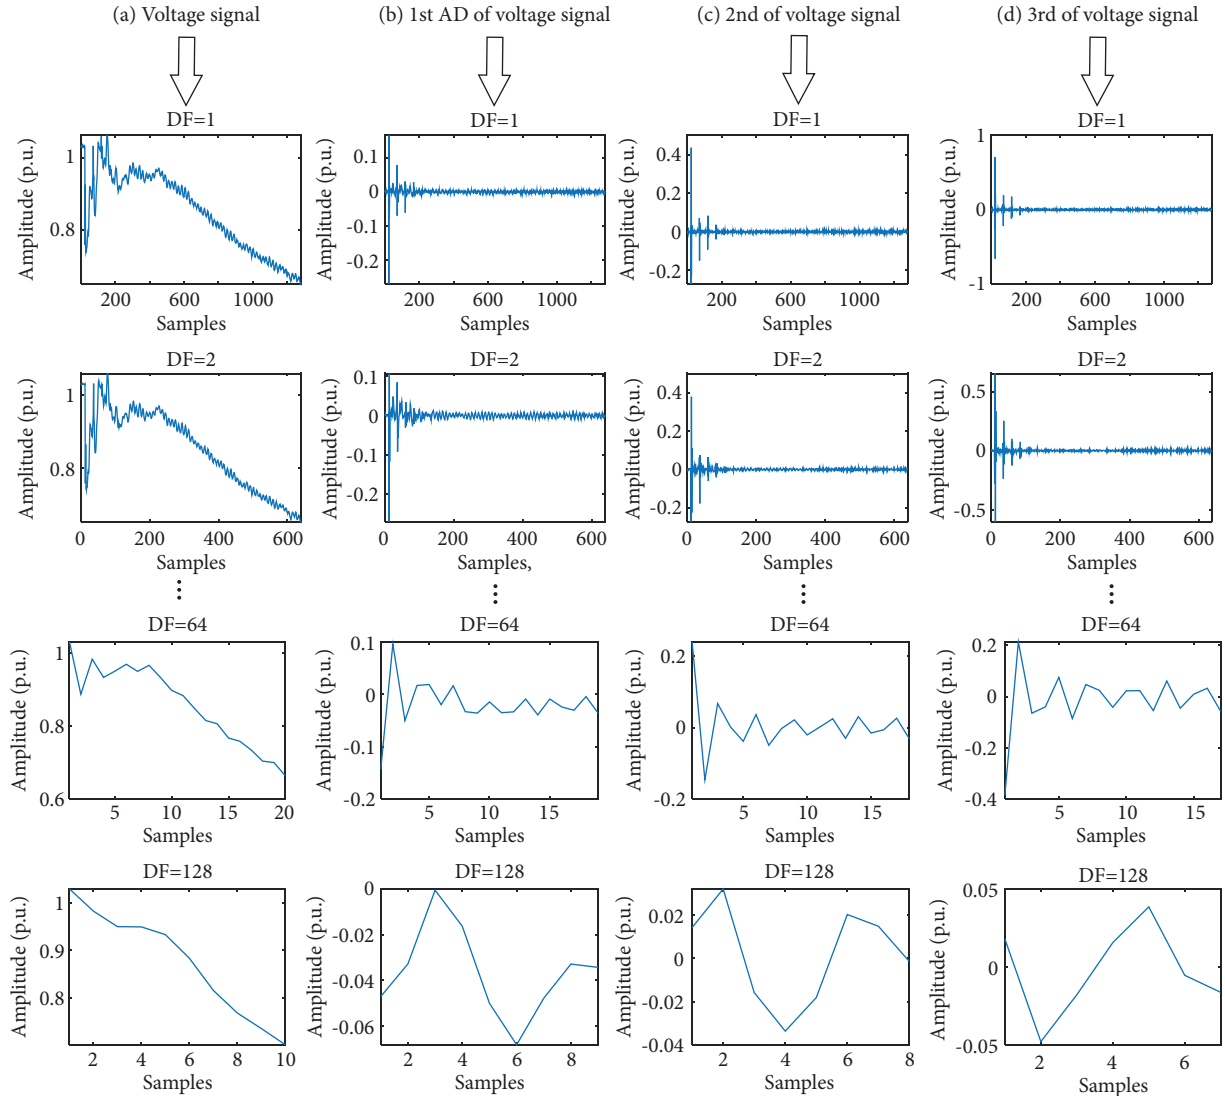 (a) Voltage signal
(b) 1st AD of voltage signal
(c) 2nd of voltage signal
(d) 3rd of voltage signal
DF=1
Amplitude (p.u.)
1
0.8
200 600 1000
Samples
DF=1
Amplitude (p.u.)
0.1
0
-0.1
-0.2
200 600 1000
Samples
DF=1
Amplitude (p.u.)
0.4
0.2
0
-0.2
200 600 1000
Samples
DF=1
Amplitude (p.u.)
1
0
-1
200 600 1000
Samples
DF=2
Amplitude (p.u.)
1
0.8
0 200 400 600
Samples
DF=2
Amplitude (p.u.)
0.1
0
-0.1
-0.2
0 200 400 600
Samples,
DF=2
Amplitude (p.u.)
0.4
0.2
0
-0.2
0 200 400 600
Samples
DF=2
Amplitude (p.u.)
0.5
0
-0.5
0 200 400 600
Samples
DF=64
Amplitude (p.u.)
1
0.8
0.6
5 10 15 20
Samples
DF=64
Amplitude (p.u.)
0.1
0
-0.1
-0.2
5 10 15
Samples
DF=64
Amplitude (p.u.)
0.2
0
-0.2
5 10 15
Samples
DF=64
Amplitude (p.u.)
0.2
0
-0.2
-0.4
5 10 15
Samples
DF=128
Amplitude (p.u.)
1
0.9
0.8
2 4 6 8 10
Samples
DF=128
Amplitude (p.u.)
0
-0.02
-0.04
-0.06
2 4 6 8
Samples
DF=128
Amplitude (p.u.)
0.02
0
-0.02
-0.04
2 4 6 8
Samples
DF=128
Amplitude (p.u.)
0.05
0
-0.05
2 4 6
Samples